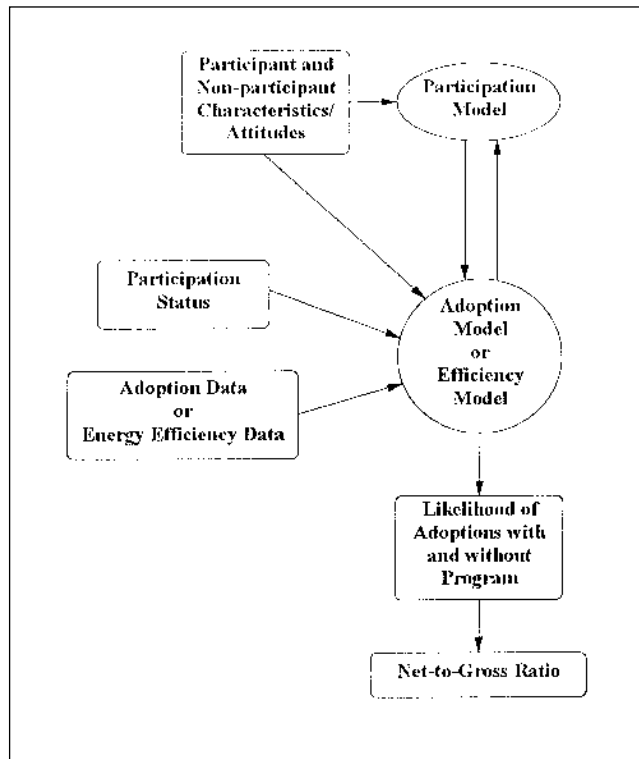 Participant and
Non-participant
Characteristics/
Attitudes
Participation
Model
Participation
Status
Adoption
Model
or
Efficiency
Model
Adoption Data
or
Energy Efficiency Data
Likelihood of
Adoptions with
and without
Program
Net-to-Gross Ratio